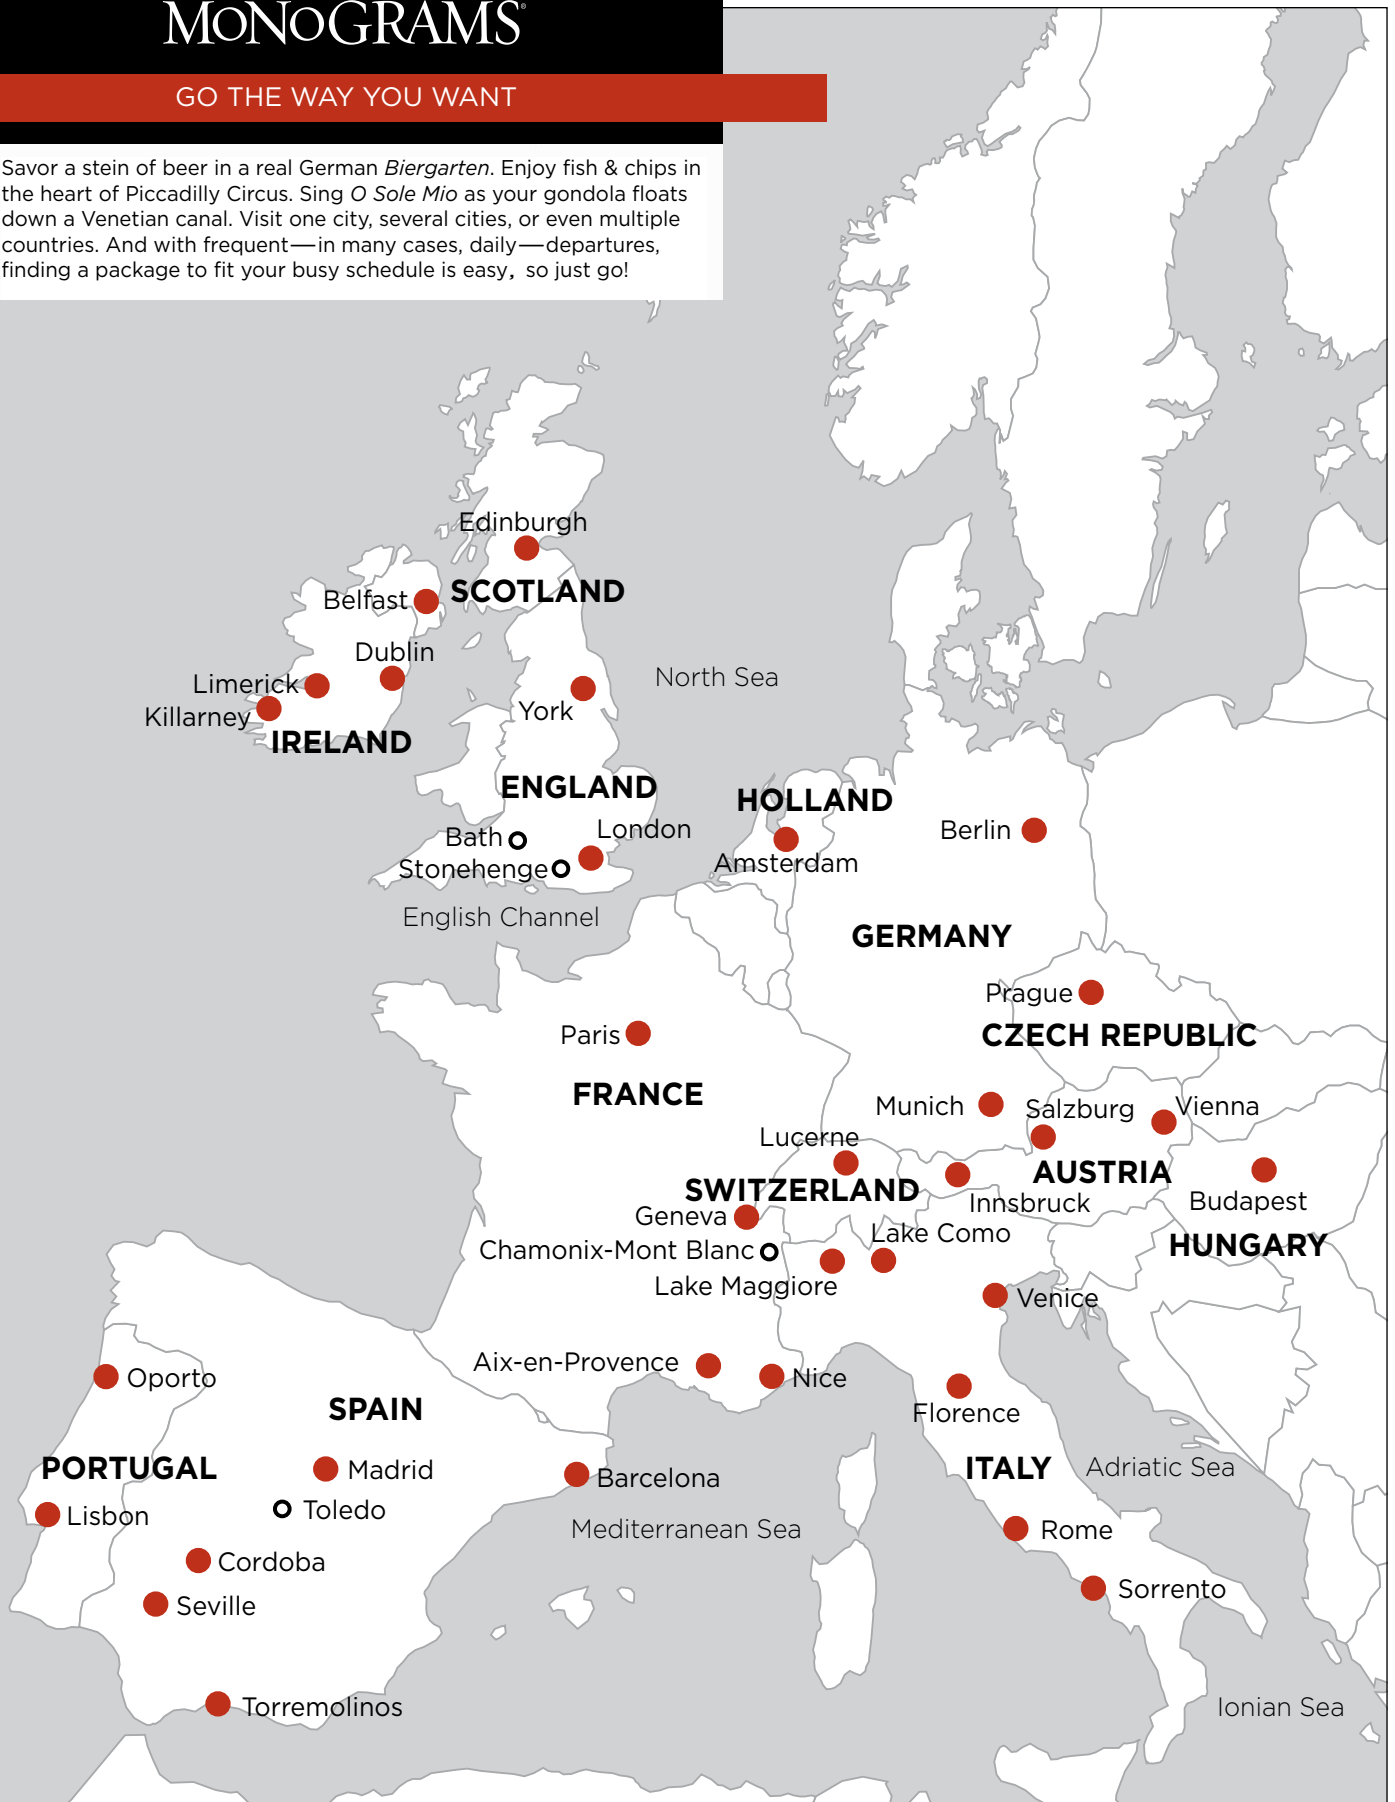 MONOGRAMS®
GO THE WAY YOU WANT
Savor a stein of beer in a real German Biergarten. Enjoy fish & chips in
the heart of Piccadilly Circus. Sing O Sole Mio as your gondola floats
down a Venetian canal. Visit one city, several cities, or even multiple
countries. And with frequent—in many cases, daily—departures,
finding a package to fit your busy schedule is easy, so just go!
Edinburgh
SCOTLAND
Belfast
Dublin
Limerick
Killarney
IRELAND
North Sea
York
ENGLAND
HOLLAND
Bath
London
Stonehenge
Amsterdam
Berlin
English Channel
GERMANY
Prague
CZECH REPUBLIC
Paris
FRANCE
Munich
Salzburg
Vienna
Lucerne
AUSTRIA
SWITZERLAND
Innsbruck
Budapest
Geneva
Lake Como
HUNGARY
Chamonix-Mont Blanc
Lake Maggiore
Venice
Aix-en-Provence
Nice
Oporto
SPAIN
Florence
PORTUGAL
Madrid
Barcelona
ITALY
Adriatic Sea
Toledo
Lisbon
Mediterranean Sea
Rome
Cordoba
Sorrento
Seville
Torremolinos
Ionian Sea